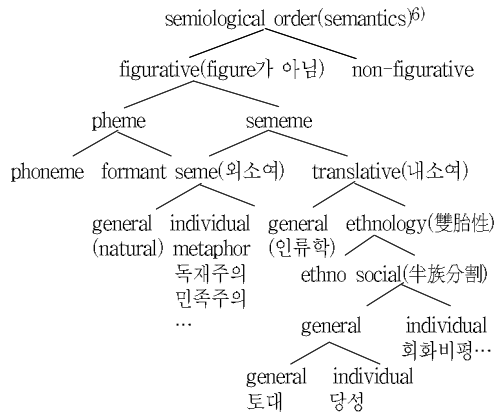 semiological order(semantics)6)
figurative(figure가 아님) non-figurative
pheme sememe
phoneme formant seme(외소여) translative(내소여)
general individual general ethnology(雙胎性)
(natural) metaphor (인류학)
독재주의 ethno social(半族分割)
민족주의
…
general individual
회화비평…
general individual
토대 당성